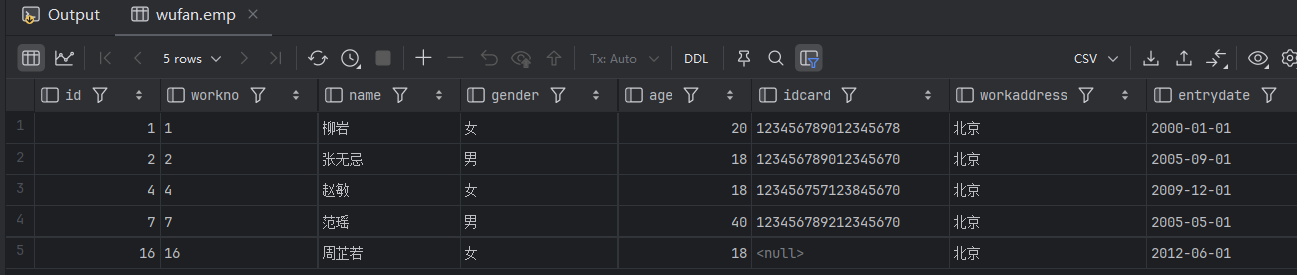 Output wufan.emp
5 rows Tx: Auto DDL CSV
id workno name gender age idcard workaddress entrydate
1 1 1 柳岩 女 20 123456789012345678 北京 2000-01-01
2 2 2 张无忌 男 18 123456789012345670 北京 2005-09-01
3 4 4 赵敏 女 18 123456757123845670 北京 2009-12-01
4 7 7 范瑶 男 40 123456789212345670 北京 2005-05-01
5 16 16 周芷若 女 18 <null> 北京 2012-06-01